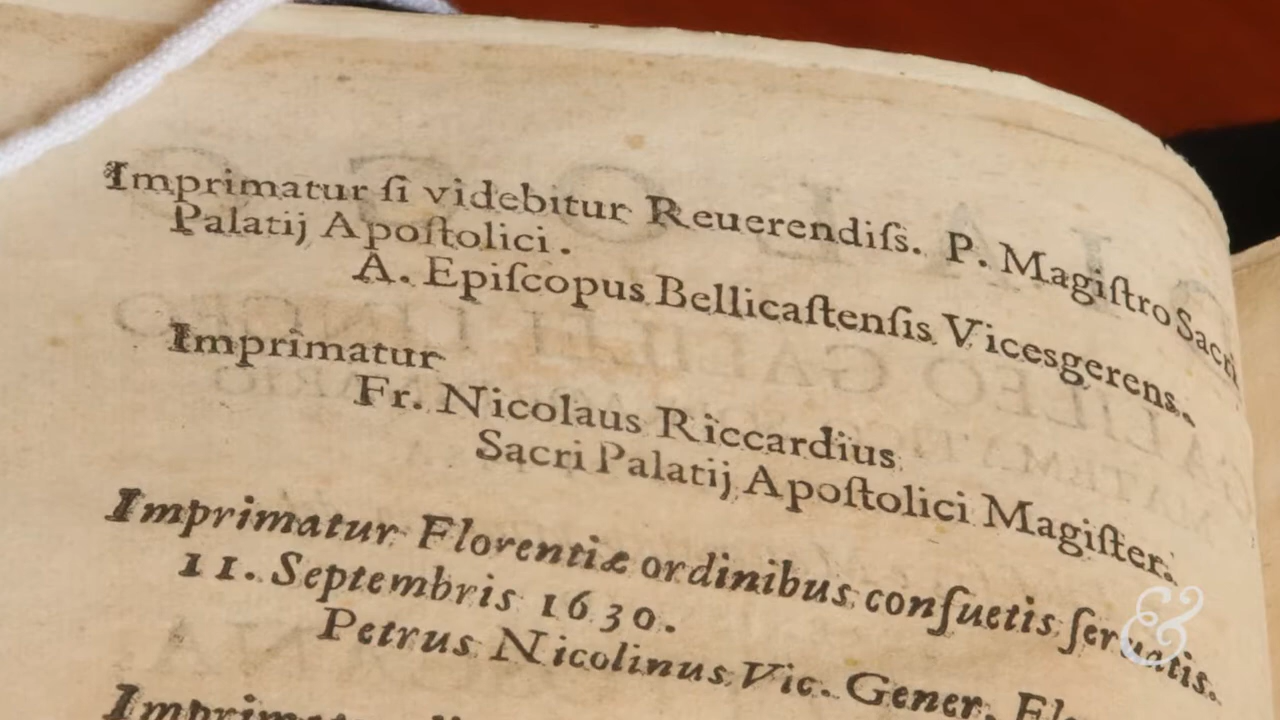 Imprimatur ſi videbitur Reuerendiſs. P. Magiſtro Sacri
Palatij Apoſtolici.
A. Epiſcopus Bellicaſtenſis Vicesgerens.
Imprimatur
Fr. Nicolaus Riccardius
Sacri Palatij Apoſtolici Magiſter.
Imprimatur Florentiæ ordinibus conſuetis ſeruatis.
11. Septembris 1630.
Petrus Nicolinus Vic. Gener.
&